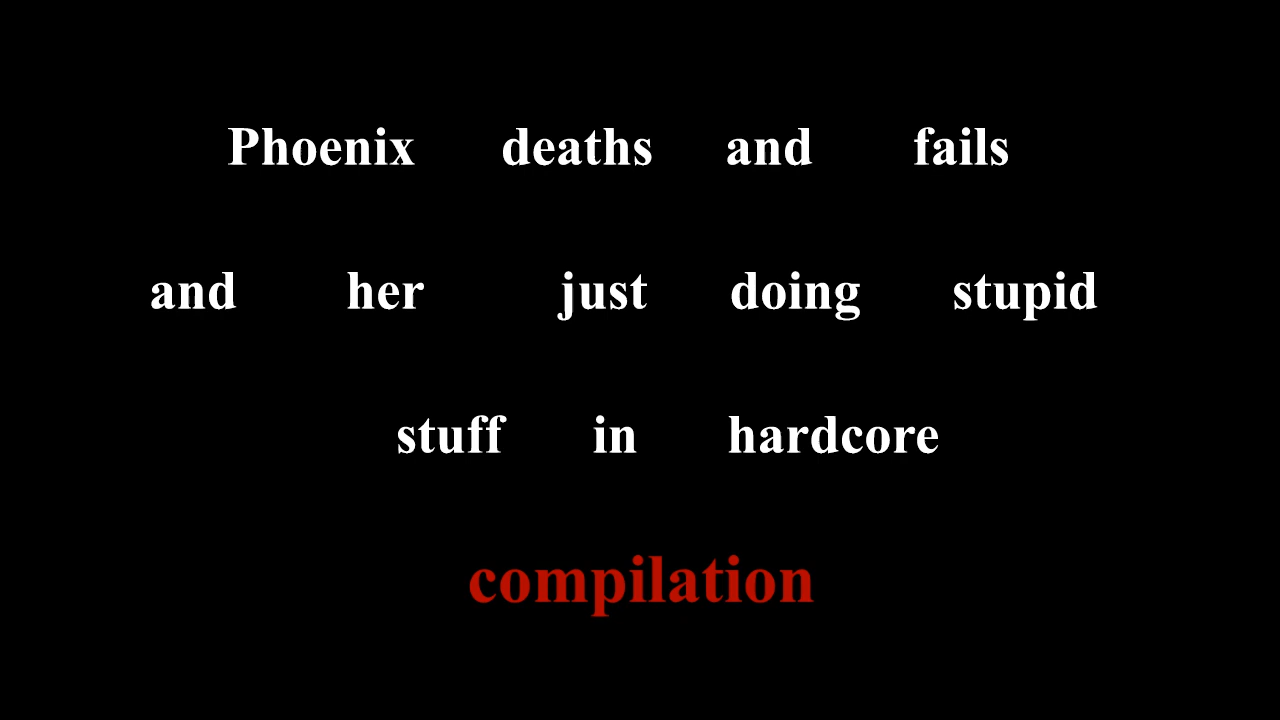 Phoenix deaths and fails
and her just doing stupid
stuff in hardcore
compilation